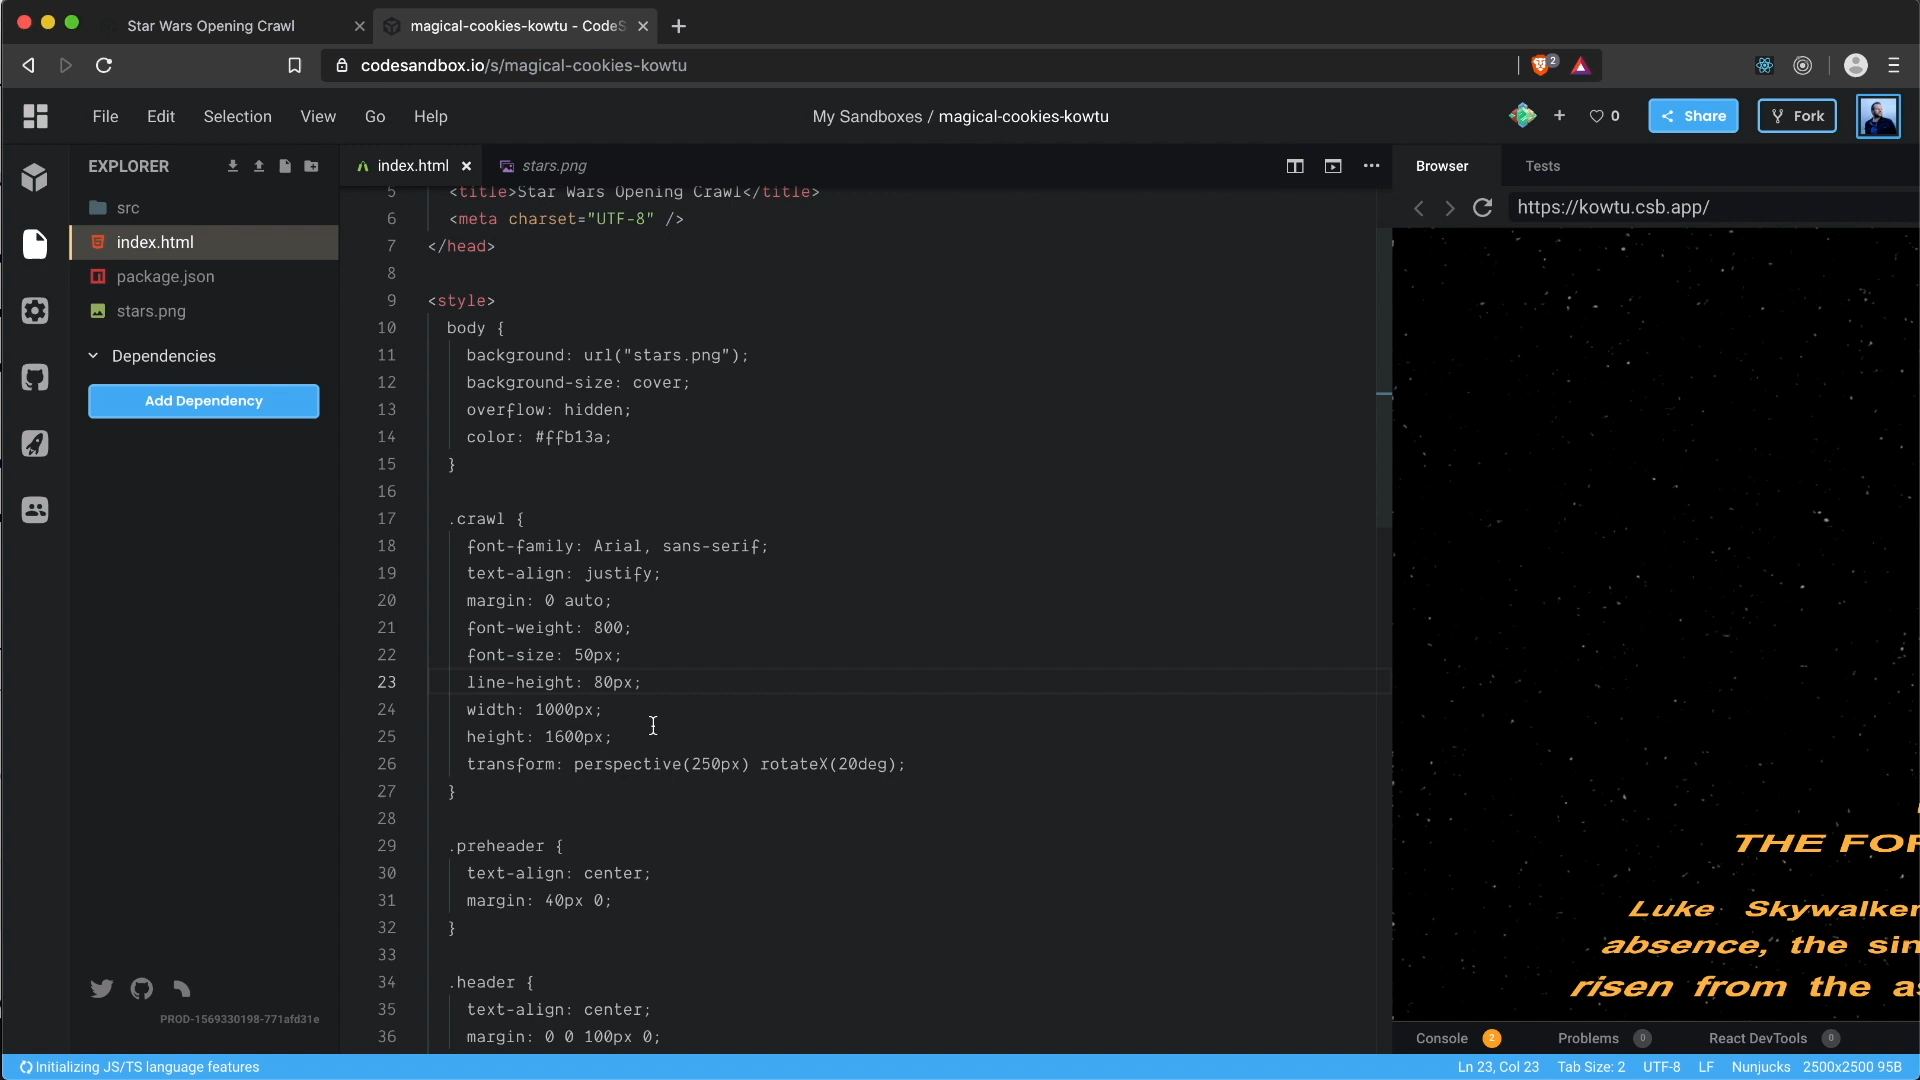 Star Wars Opening Crawl
magical-cookies-kowtu - CodeS
codesandbox.io/s/magical-cookies-kowtu
2
File Edit Selection View Go Help
My Sandboxes / magical-cookies-kowtu
0
Share
Fork
EXPLORER
index.html
stars.png
Browser
Tests
https://kowtu.csb.app/
src
index.html
package.json
stars.png
Dependencies
Add Dependency
5 <title>Star Wars Opening Crawl</title>
6 <meta charset="UTF-8" />
7 </head>
8
9 <style>
10 body {
11 background: url("stars.png");
12 background-size: cover;
13 overflow: hidden;
14 color: #ffb13a;
15 }
16
17 .crawl {
18 font-family: Arial, sans-serif;
19 text-align: justify;
20 margin: 0 auto;
21 font-weight: 800;
22 font-size: 50px;
23 line-height: 80px;
24 width: 1000px;
25 height: 1600px;
26 transform: perspective(250px) rotateX(20deg);
27 }
28
29 .preheader {
30 text-align: center;
31 margin: 40px 0;
32 }
33
34 .header {
35 text-align: center;
36 margin: 0 0 100px 0;
THE FOR
Luke Skywalker
absence, the sin
risen from the as
PROD-1569330198-771afd31e
Console 2 Problems 0 React DevTools 0
Initializing JS/TS language features
Ln 23, Col 23 Tab Size: 2 UTF-8 LF Nunjucks 2500x2500 95B